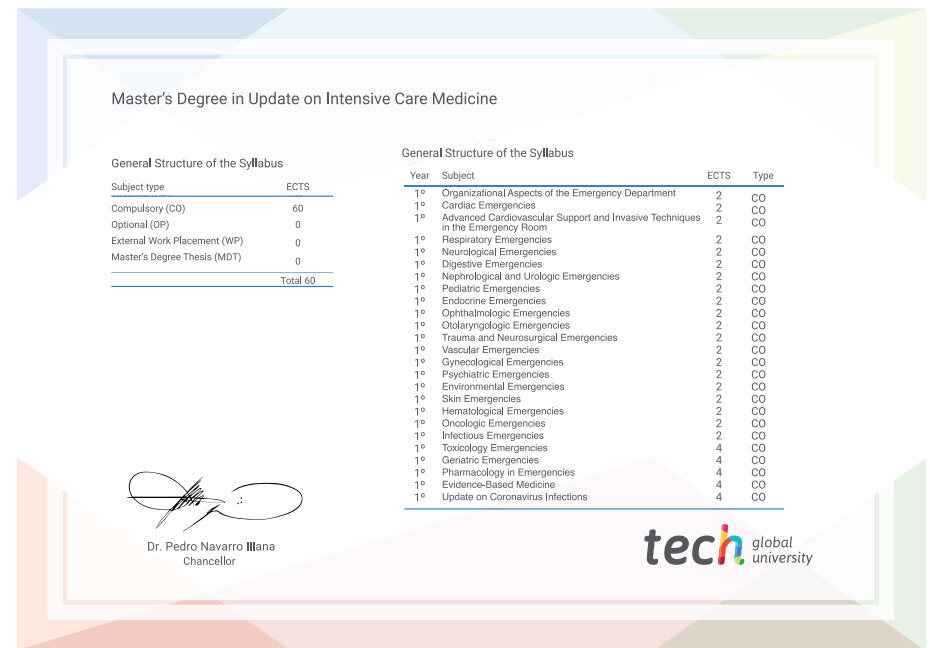 Master's Degree in Update on Intensive Care Medicine
General Structure of the Syllabus
Subject type ECTS
Compulsory (CO) 60
Optional (OP) 0
External Work Placement (WP) 0
Master's Degree Thesis (MDT) 0
Total 60
General Structure of the Syllabus
Year Subject ECTS Type
1º Organizational Aspects of the Emergency Department 2 CO
1º Cardiac Emergencies 2 CO
1º Advanced Cardiovascular Support and Invasive Techniques 2 CO
in the Emergency Room
1º Respiratory Emergencies 2 CO
1º Neurological Emergencies 2 CO
1º Digestive Emergencies 2 CO
1º Nephrological and Urologic Emergencies 2 CO
1º Pediatric Emergencies 2 CO
1º Endocrine Emergencies 2 CO
1º Ophthalmologic Emergencies 2 CO
1º Otolaryngologic Emergencies 2 CO
1º Trauma and Neurosurgical Emergencies 2 CO
1º Vascular Emergencies 2 CO
1º Gynecological Emergencies 2 CO
1º Psychiatric Emergencies 2 CO
1º Environmental Emergencies 2 CO
1º Skin Emergencies 2 CO
1º Hematological Emergencies 2 CO
1º Oncologic Emergencies 2 CO
1º Infectious Emergencies 2 CO
1º Toxicology Emergencies 4 CO
1º Geriatric Emergencies 4 CO
1º Pharmacology in Emergencies 4 CO
1º Evidence-Based Medicine 4 CO
1º Update on Coronavirus Infections 4 CO
Dr. Pedro Navarro Illana
Chancellor
tech global
university